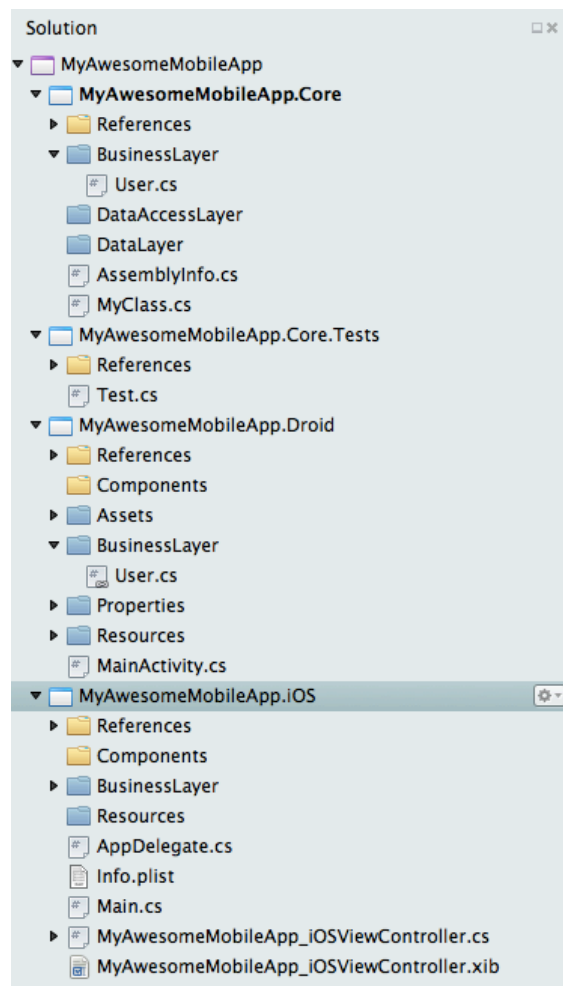 Solution
MyAwesomeMobileApp
MyAwesomeMobileApp.Core
References
BusinessLayer
User.cs
DataAccessLayer
DataLayer
AssemblyInfo.cs
MyClass.cs
MyAwesomeMobileApp.Core.Tests
References
Test.cs
MyAwesomeMobileApp.Droid
References
Components
Assets
BusinessLayer
User.cs
Properties
Resources
MainActivity.cs
MyAwesomeMobileApp.iOS
References
Components
BusinessLayer
Resources
AppDelegate.cs
Info.plist
Main.cs
MyAwesomeMobileApp_iOSViewController.cs
MyAwesomeMobileApp_iOSViewController.xib